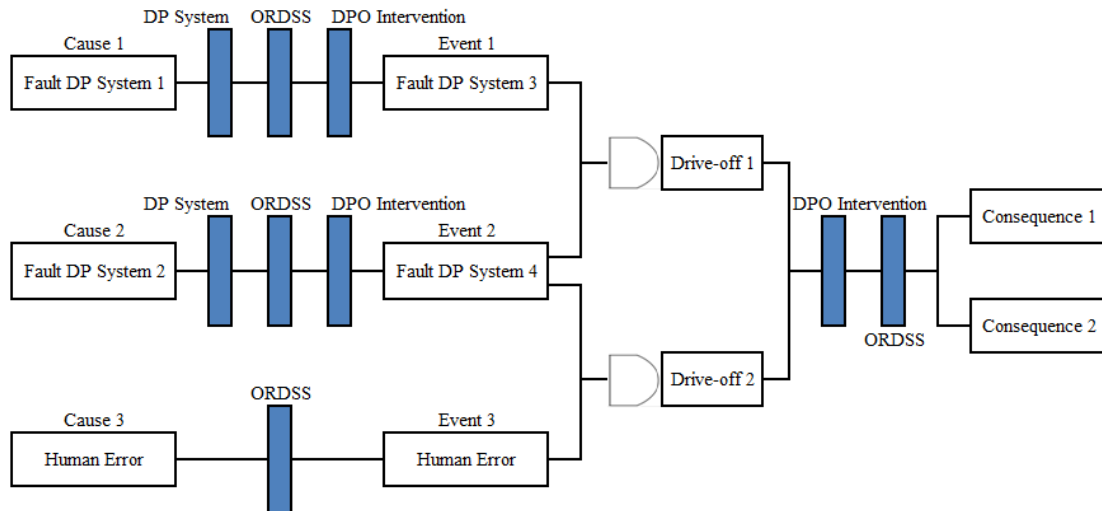 DP System ORDSS DPO Intervention
Cause 1
Event 1
Fault DP System 1
Fault DP System 3
Drive-off 1
DP System ORDSS DPO Intervention
DPO Intervention
Cause 2
Event 2
Consequence 1
Fault DP System 2
Fault DP System 4
Consequence 2
ORDSS
Drive-off 2
ORDSS
Cause 3
Event 3
Human Error
Human Error